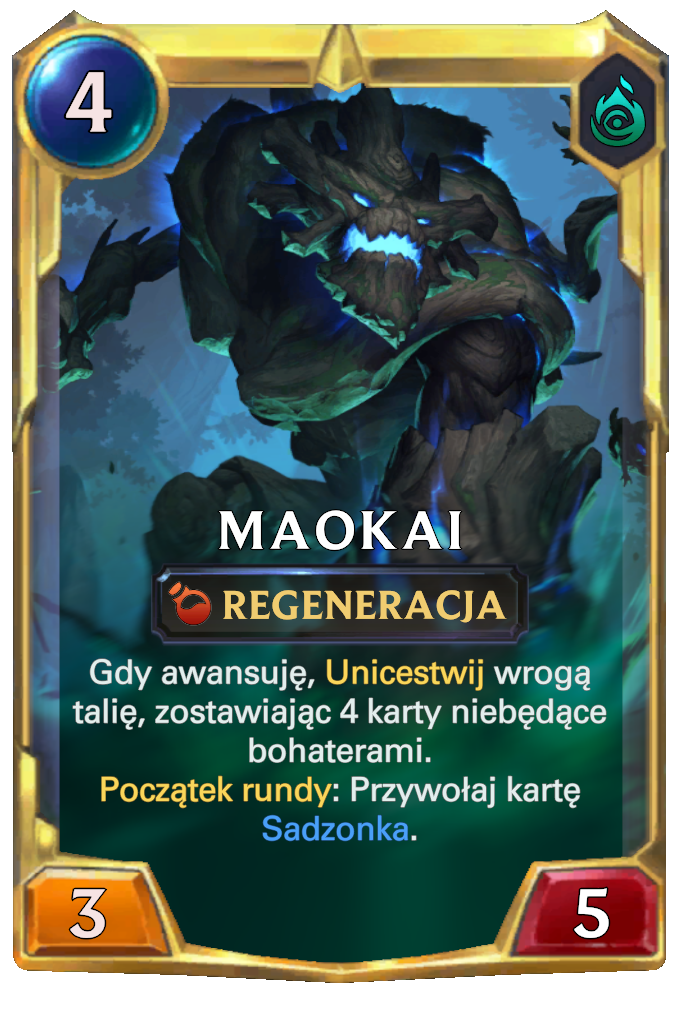 4
MAOKAI
REGENERACJA
Gdy awansuję, Unicestwij wrogą
talię, zostawiając 4 karty niebędące
bohaterami.
Początek rundy: Przywołaj kartę
Sadzonka.
3
5